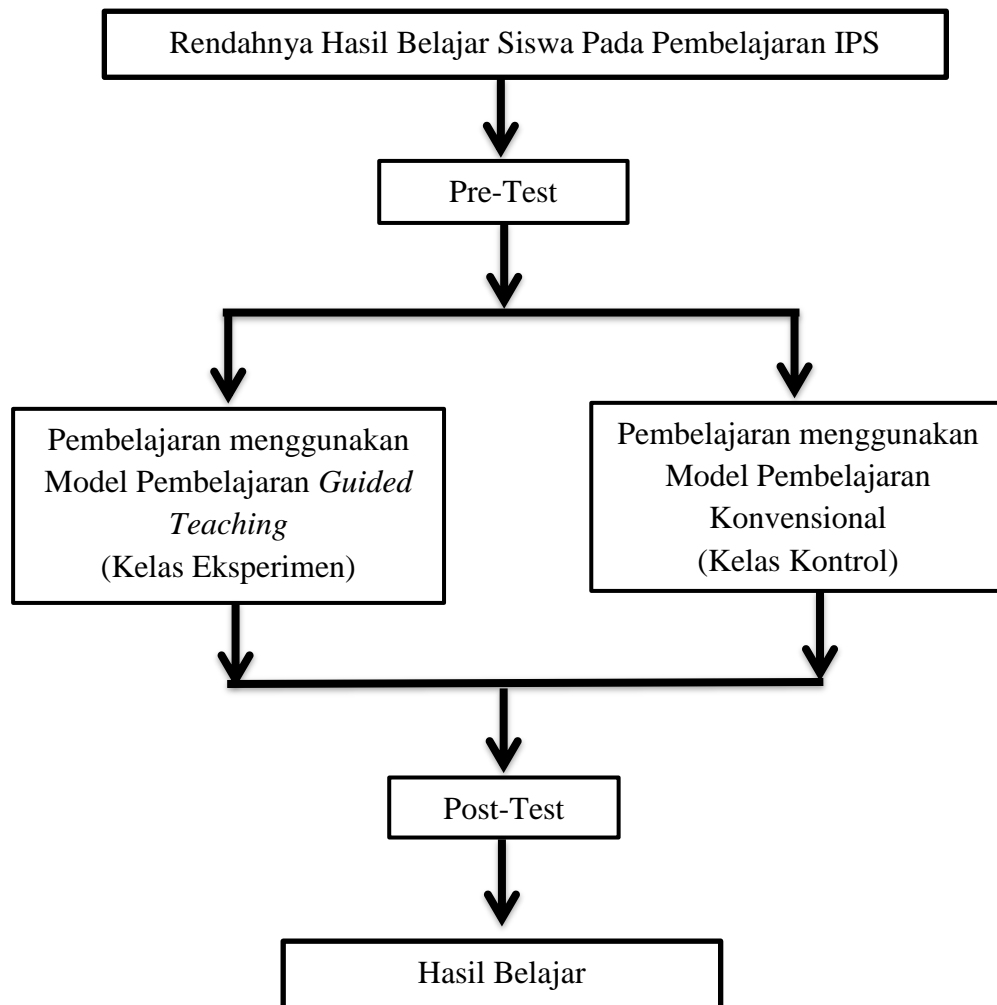 Rendahnya Hasil Belajar Siswa Pada Pembelajaran IPS
Pre-Test
Pembelajaran menggunakan
Model Pembelajaran Guided
Teaching
(Kelas Eksperimen)
Pembelajaran menggunakan
Model Pembelajaran
Konvensional
(Kelas Kontrol)
Post-Test
Hasil Belajar